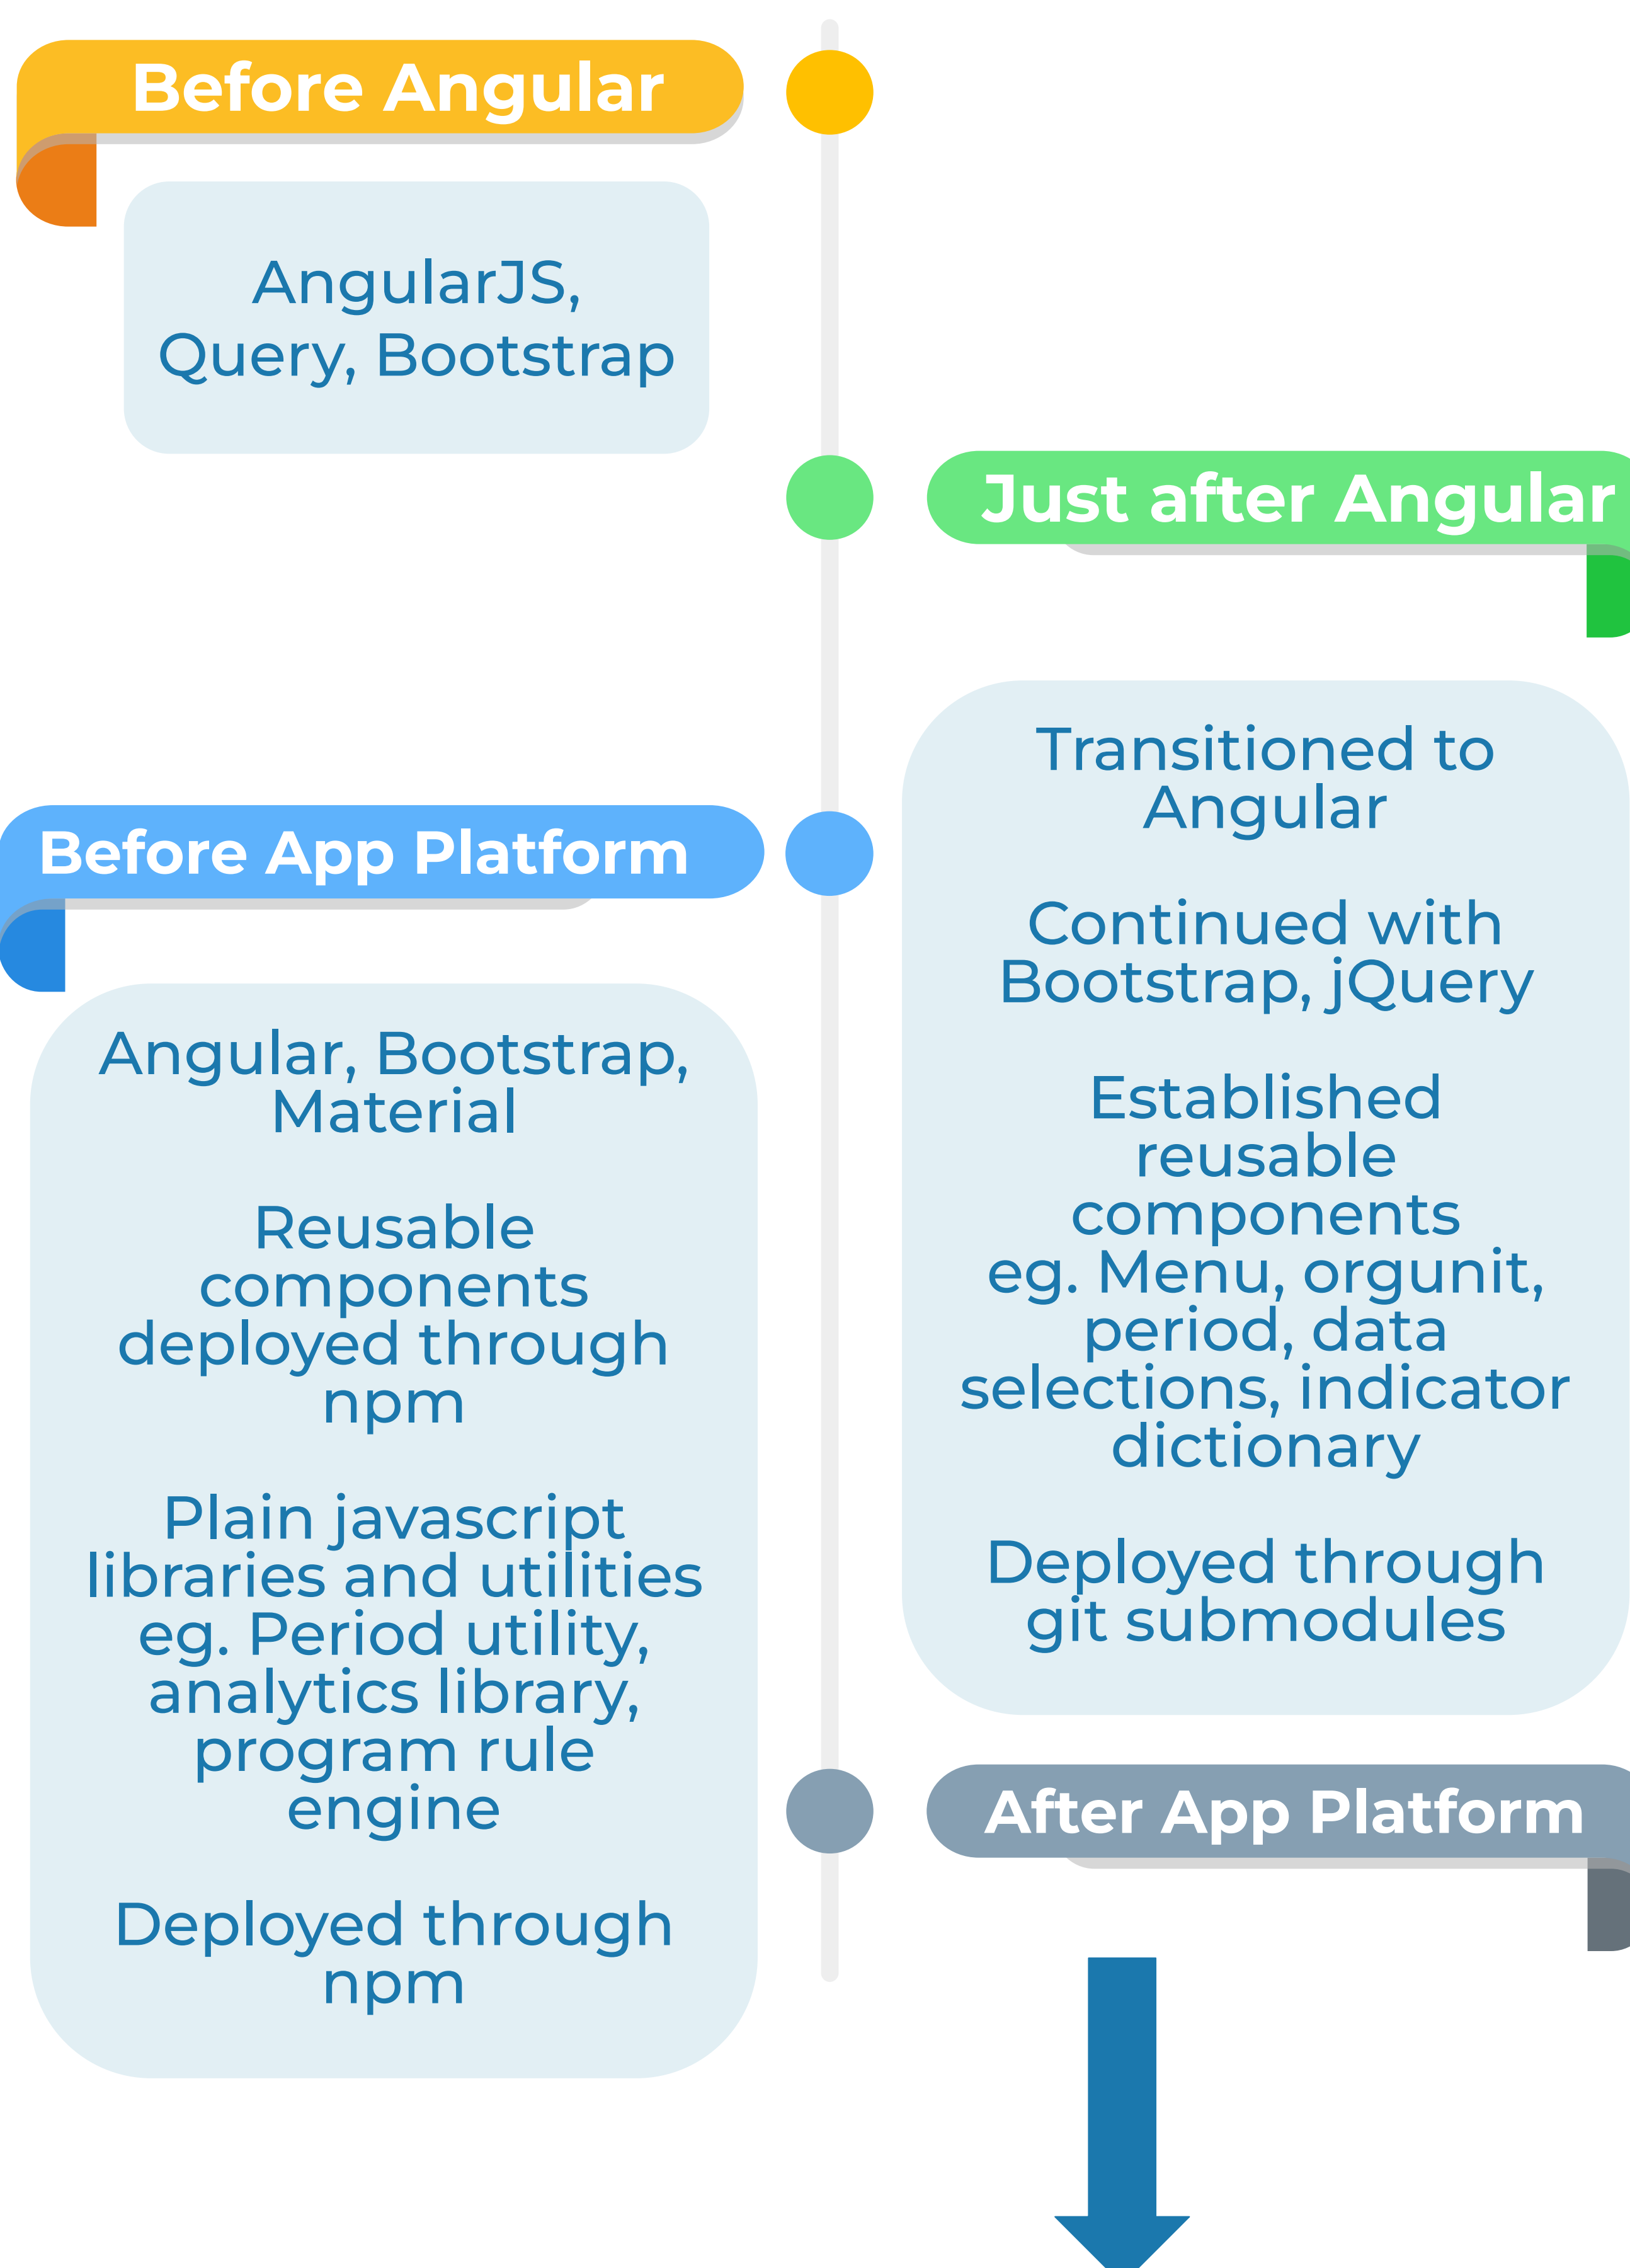 Before Angular
AngularJS,
Query, Bootstrap
Just after Angular
Transitioned to
Angular
Continued with
Bootstrap, jQuery
Established
reusable
components
eg. Menu, orgunit,
period, data
selections, indicator
dictionary
Deployed through
git submodules
Before App Platform
Angular, Bootstrap,
Material
Reusable
components
deployed through
npm
Plain javascript
libraries and utilities
eg. Period utility,
analytics library,
program rule
engine
Deployed through
npm
After App Platform